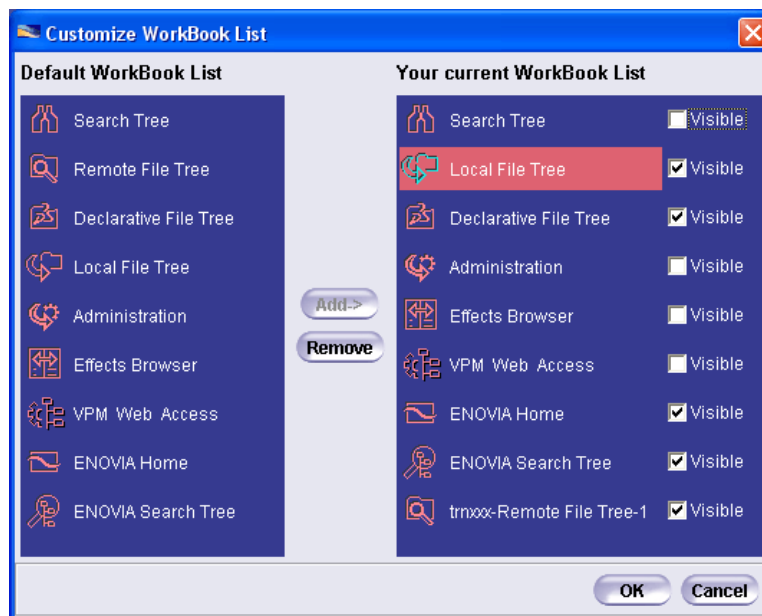 Customize WorkBook List
Default WorkBook List
Search Tree
Remote File Tree
Declarative File Tree
Local File Tree
Administration
Effects Browser
VPM Web Access
ENOVIA Home
ENOVIA Search Tree
Add->
Remove
Your current WorkBook List
Search Tree Visible
Local File Tree Visible
Declarative File Tree Visible
Administration Visible
Effects Browser Visible
VPM Web Access Visible
ENOVIA Home Visible
ENOVIA Search Tree Visible
trnxxx-Remote File Tree-1 Visible
OK Cancel